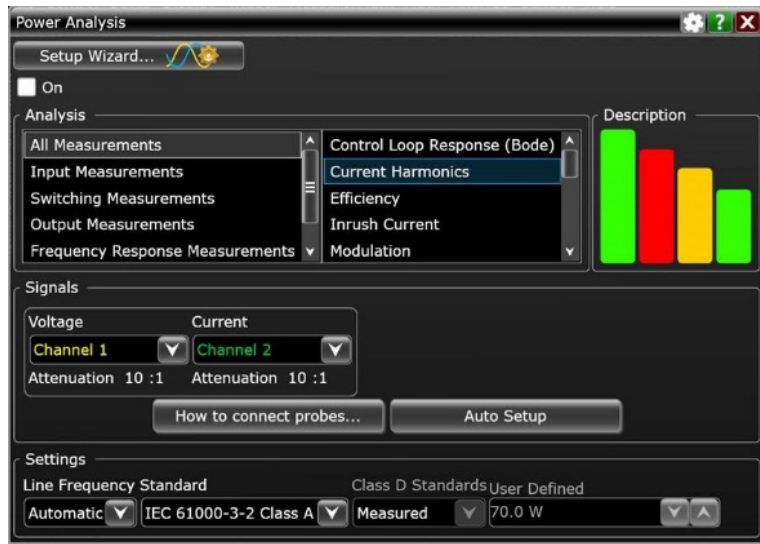 Power Analysis
?
X
Setup Wizard...
On
Analysis
Description
All Measurements
Control Loop Response (Bode)
Input Measurements
Current Harmonics
Switching Measurements
Efficiency
Output Measurements
Inrush Current
Frequency Response Measurements
Modulation
Signals
Voltage Current
Channel 1 Channel 2
Attenuation 10 :1 Attenuation 10 :1
How to connect probes... Auto Setup
Settings
Line Frequency Standard Class D Standards User Defined
Automatic IEC 61000-3-2 Class A Measured 70.0 W